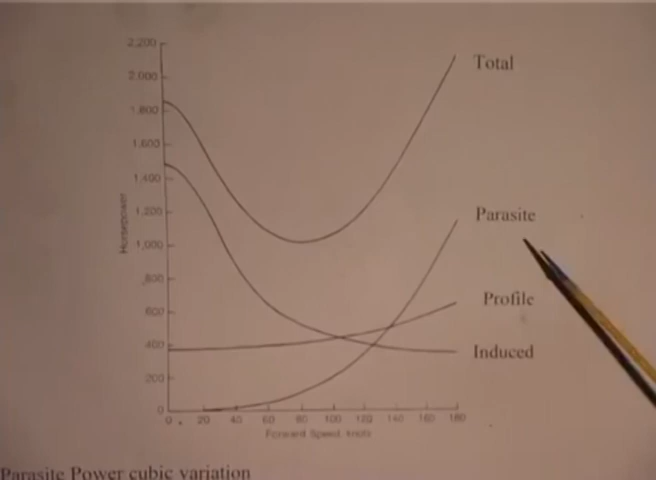 2,200
Total
2,000
1,800
1,600
1,400
1,200
Parasite
Horsepower
1,000
800
Profile
600
400
Induced
200
0
0 20 40 60 80 100 120 140 160 180
Forward Speed knots
Parasite Power cubic variation